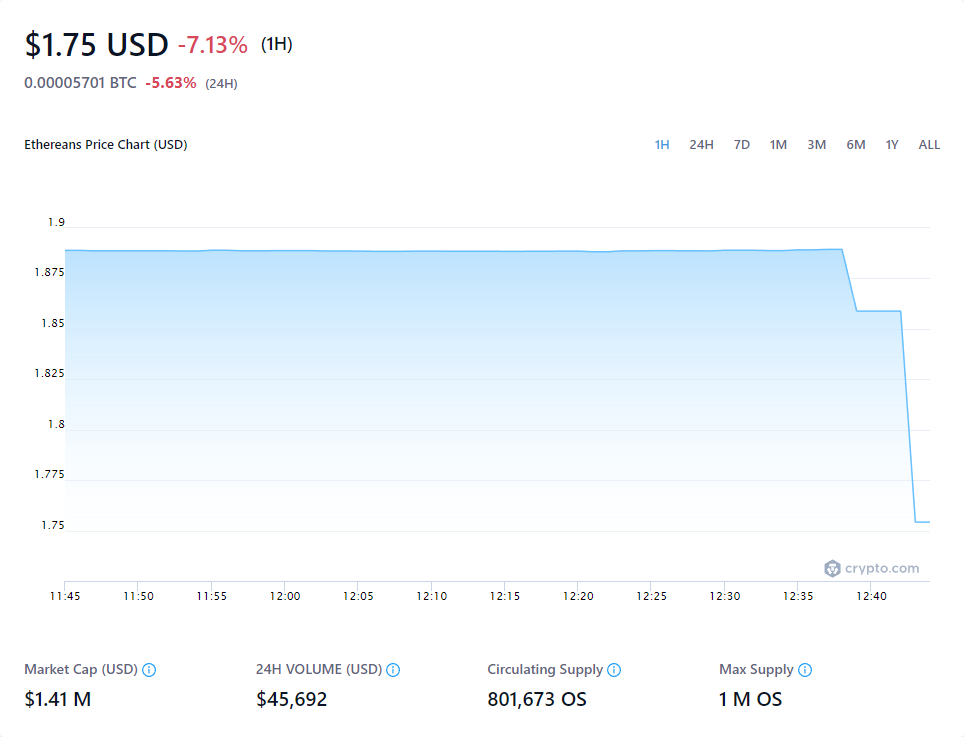 $1.75 USD -7.13% (1H)
0.00005701 BTC -5.63% (24H)
Ethereans Price Chart (USD) 1H 24H 7D 1M 3M 6M 1Y ALL
1.9
1.875
1.85
1.825
1.8
1.775
1.75
crypto.com
11:45 11:50 11:55 12:00 12:05 12:10 12:15 12:20 12:25 12:30 12:35 12:40
Market Cap (USD) 24H VOLUME (USD) Circulating Supply Max Supply
$1.41 M $45,692 801,673 OS 1 M OS